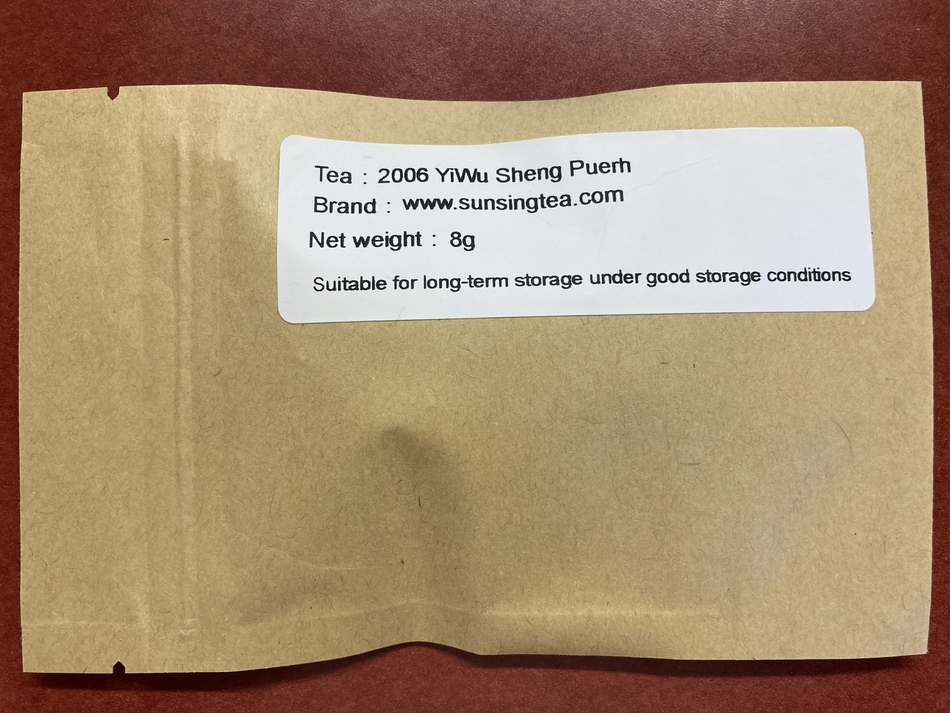 Tea : 2006 YiWu Sheng Puerh
Brand : www.sunsingtea.com
Net weight : 8g
Suitable for long-term storage under good storage conditions